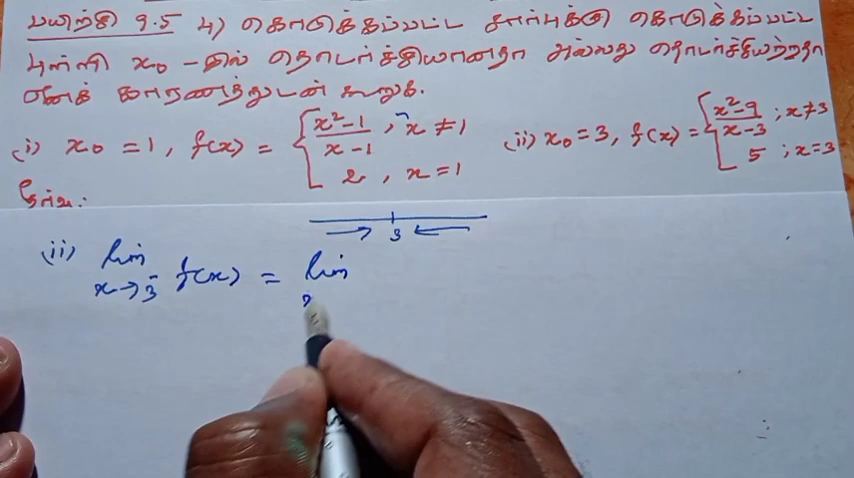 பயிற்சி 9.5 4) கொடுக்கப்பட்ட சார்புக்கு கொடுக்கப்பட்ட
புள்ளி x₀ -இல் தொடர்ச்சியானதா அல்லது தொடர்ச்சியற்றதா
எனக் காரணத்துடன் கூறுக.
(i) x₀ = 1, f(x) = { (x²-1)/(x-1) , x ≠ 1
2 , x = 1
(ii) x₀ = 3, f(x) = { (x²-9)/(x-3) ; x ≠ 3
5 ; x = 3
தீர்வு:
→ 3 ←
(ii) lim x→3⁻ f(x) = lim